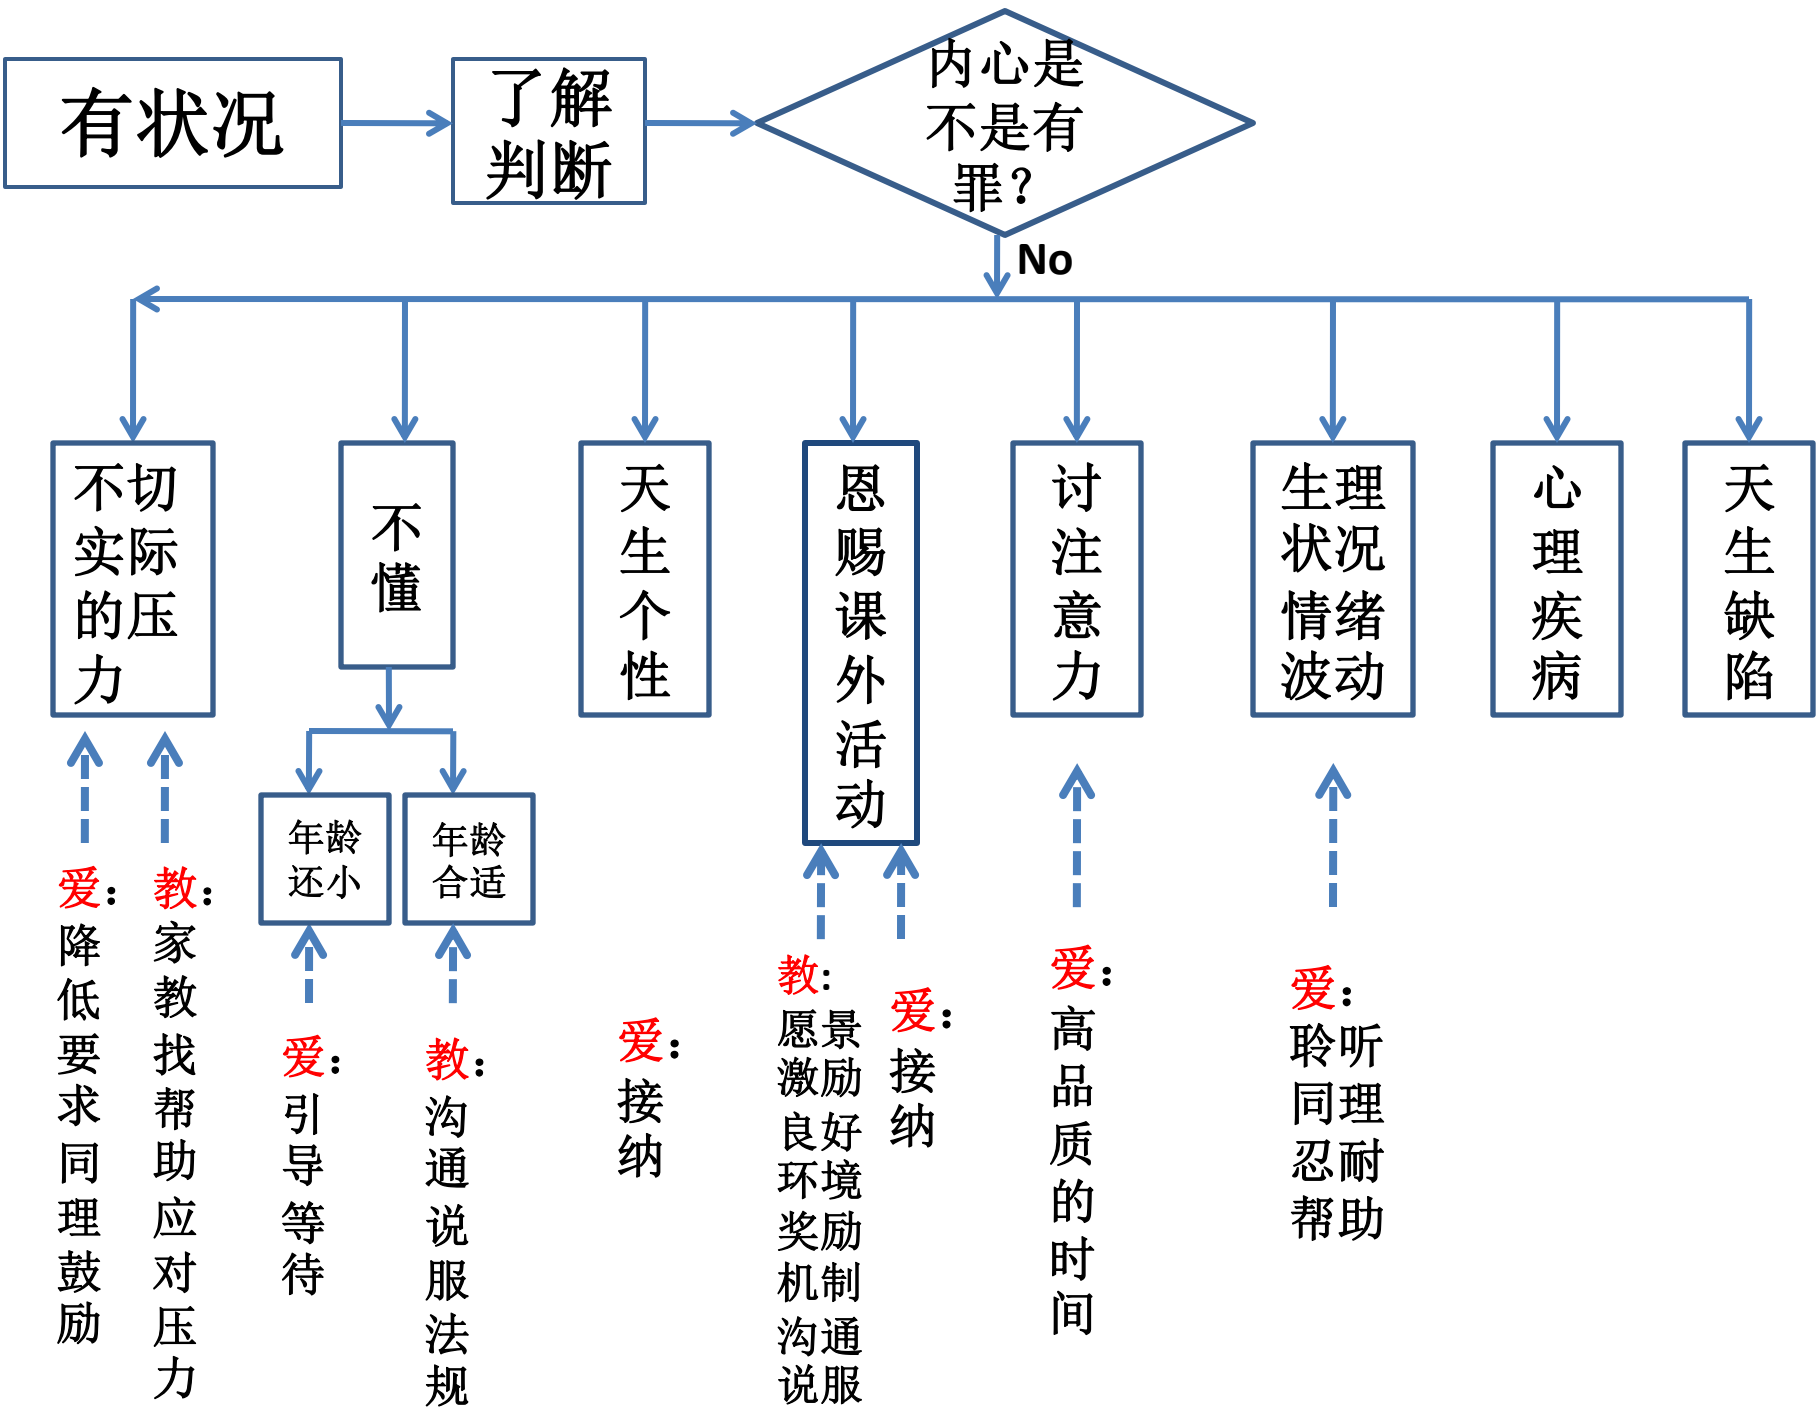 有状况
了解
判断
内心是
不是有
罪？
No
不切
实际
的压
力
不
懂
天
生
个
性
恩
赐
课
外
活
动
讨
注
意
力
生理
状况
情绪
波动
心
理
疾
病
天
生
缺
陷
年龄
还小
年龄
合适
爱：
降
低
要
求
同
理
鼓
励
教：
家
教
找
帮
助
应
对
压
力
爱：
引
导
等
待
教：
沟
通
说
服
法
规
爱：
接
纳
教:
愿景
激励
良好
环境
奖励
机制
沟通
说服
爱：
接
纳
爱：
高
品
质
的
时
间
爱：
聆听
同理
忍耐
帮助